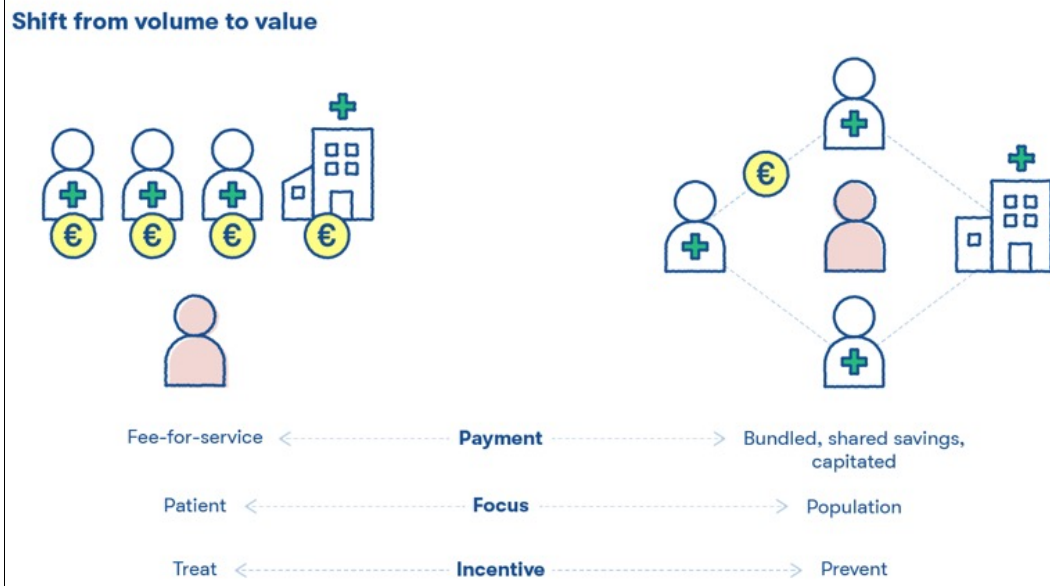 Shift from volume to value
€ € € €
€
Fee-for-service Payment Bundled, shared savings,
capitated
Patient Focus Population
Treat Incentive Prevent